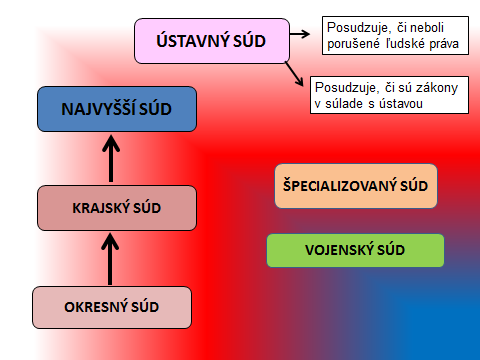 ÚSTAVNÝ SÚD
Posudzuje, či neboli
porušené ľudské práva
Posudzuje, či sú zákony
v súlade s ústavou
NAJVYŠŠÍ SÚD
ŠPECIALIZOVANÝ SÚD
KRAJSKÝ SÚD
VOJENSKÝ SÚD
OKRESNÝ SÚD